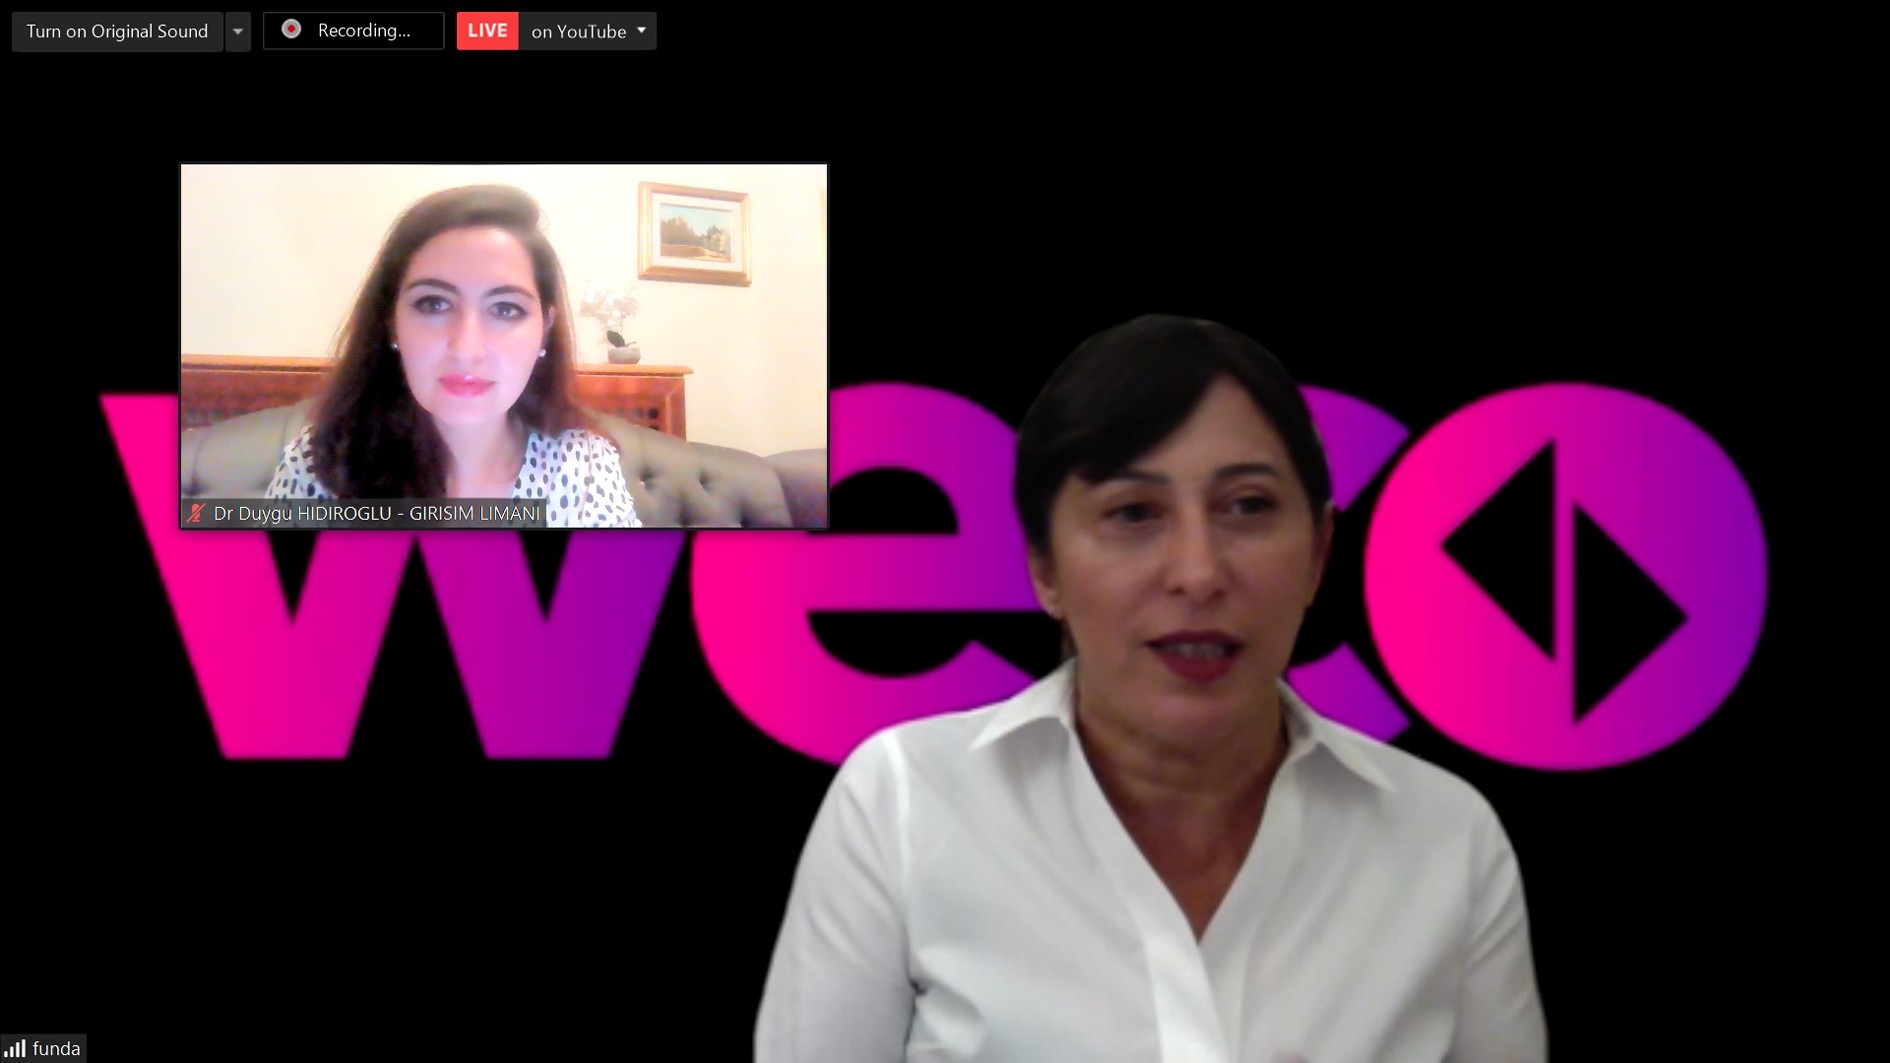 Turn on Original Sound
Recording...
LIVE on YouTube
Dr Duygu HIDIROGLU - GIRISIM LIMANI
weco
funda